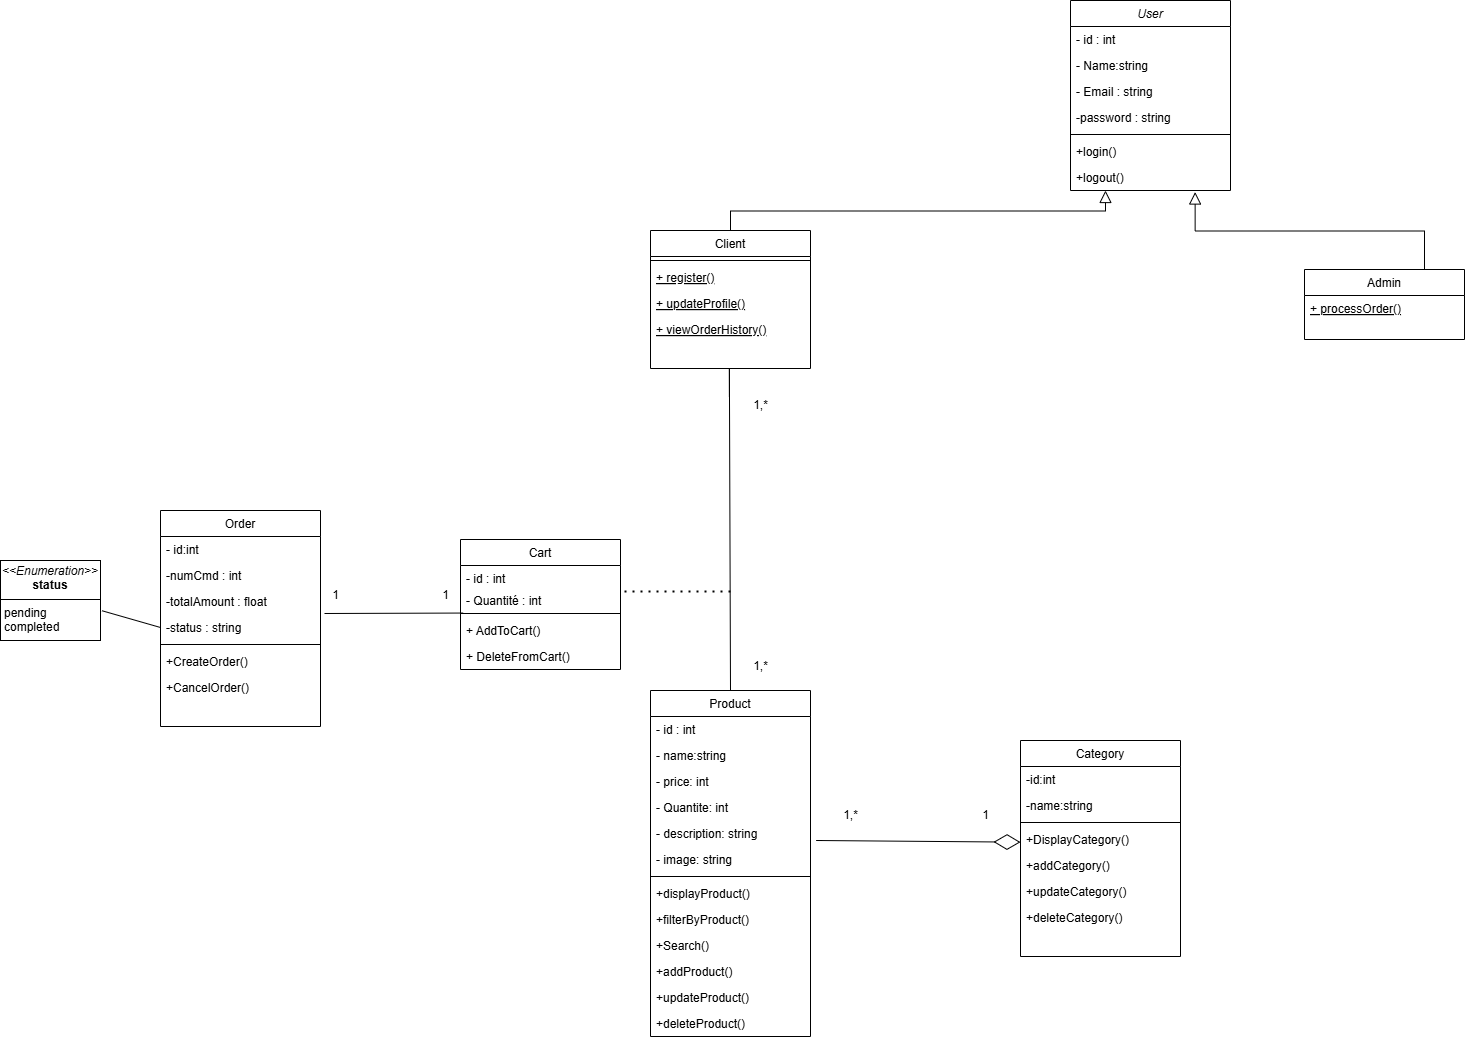 User
- id : int
- Name:string
- Email : string
-password : string
+login()
+logout()
Client
+ register()
+ updateProfile()
+ viewOrderHistory()
Admin
+ processOrder()
1,*
Order
- id:int
-numCmd : int
-totalAmount : float
-status : string
+CreateOrder()
+CancelOrder()
<<Enumeration>>
status
pending
completed
1
1
Cart
- id : int
- Quantité : int
+ AddToCart()
+ DeleteFromCart()
1,*
Product
- id : int
- name:string
- price: int
- Quantite: int
- description: string
- image: string
+displayProduct()
+filterByProduct()
+Search()
+addProduct()
+updateProduct()
+deleteProduct()
1,*
1
Category
-id:int
-name:string
+DisplayCategory()
+addCategory()
+updateCategory()
+deleteCategory()